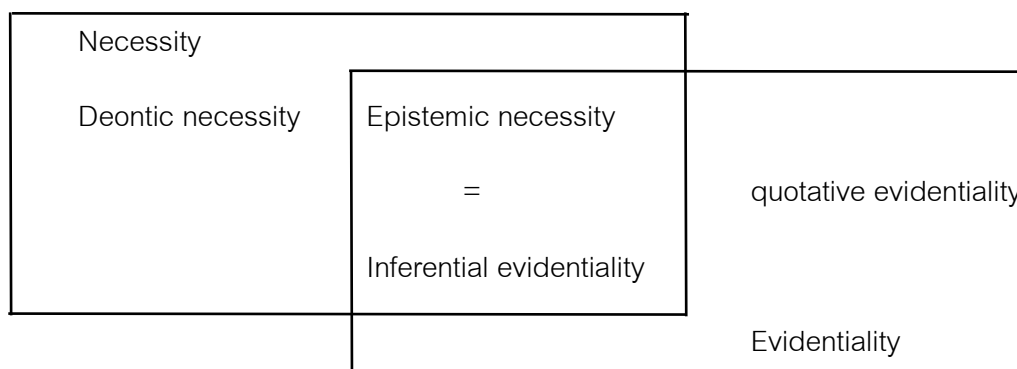 Necessity
Deontic necessity Epistemic necessity
= quotative evidentiality
Inferential evidentiality
Evidentiality